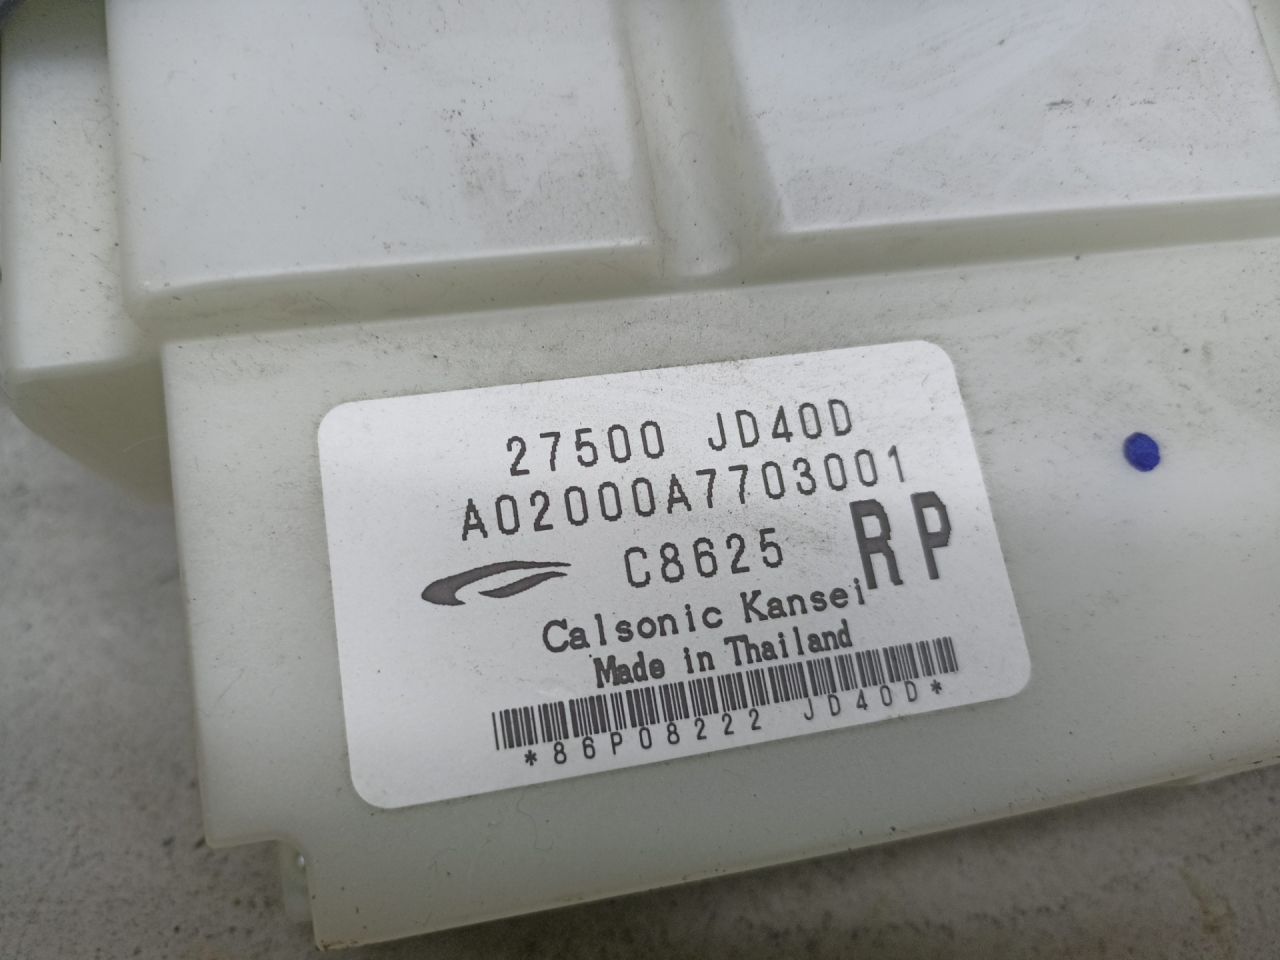 27500 JD40D
A02000A7703001
C8625 RP
Calsonic Kansei
Made in Thailand
*86P08222 JD40D*